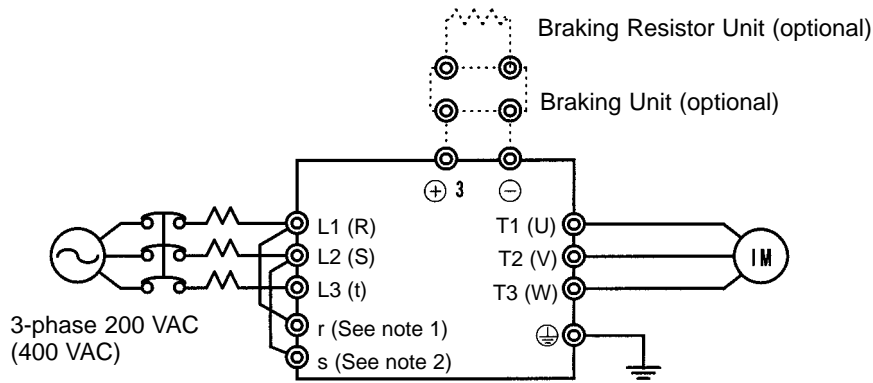 Braking Resistor Unit (optional)
Braking Unit (optional)
+ 3 −
L1 (R)
T1 (U)
L2 (S)
T2 (V)
IM
L3 (t)
T3 (W)
3-phase 200 VAC
(400 VAC)
r (See note 1)
s (See note 2)